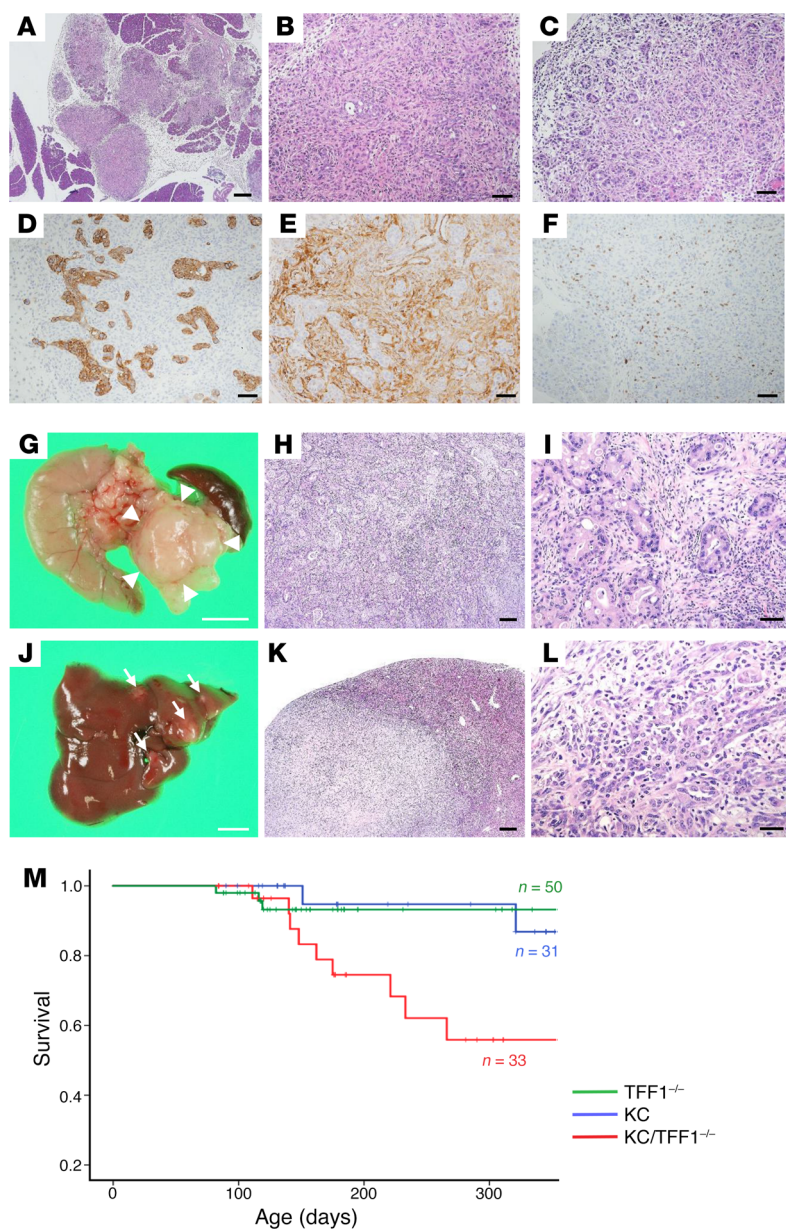 A
B
C
D
E
F
G
H
I
J
K
L
M
1.0
0.8
0.6
0.4
0.2
Survival
n = 50
n = 31
n = 33
0
100
200
300
Age (days)
TFF1⁻/⁻
KC
KC/TFF1⁻/⁻